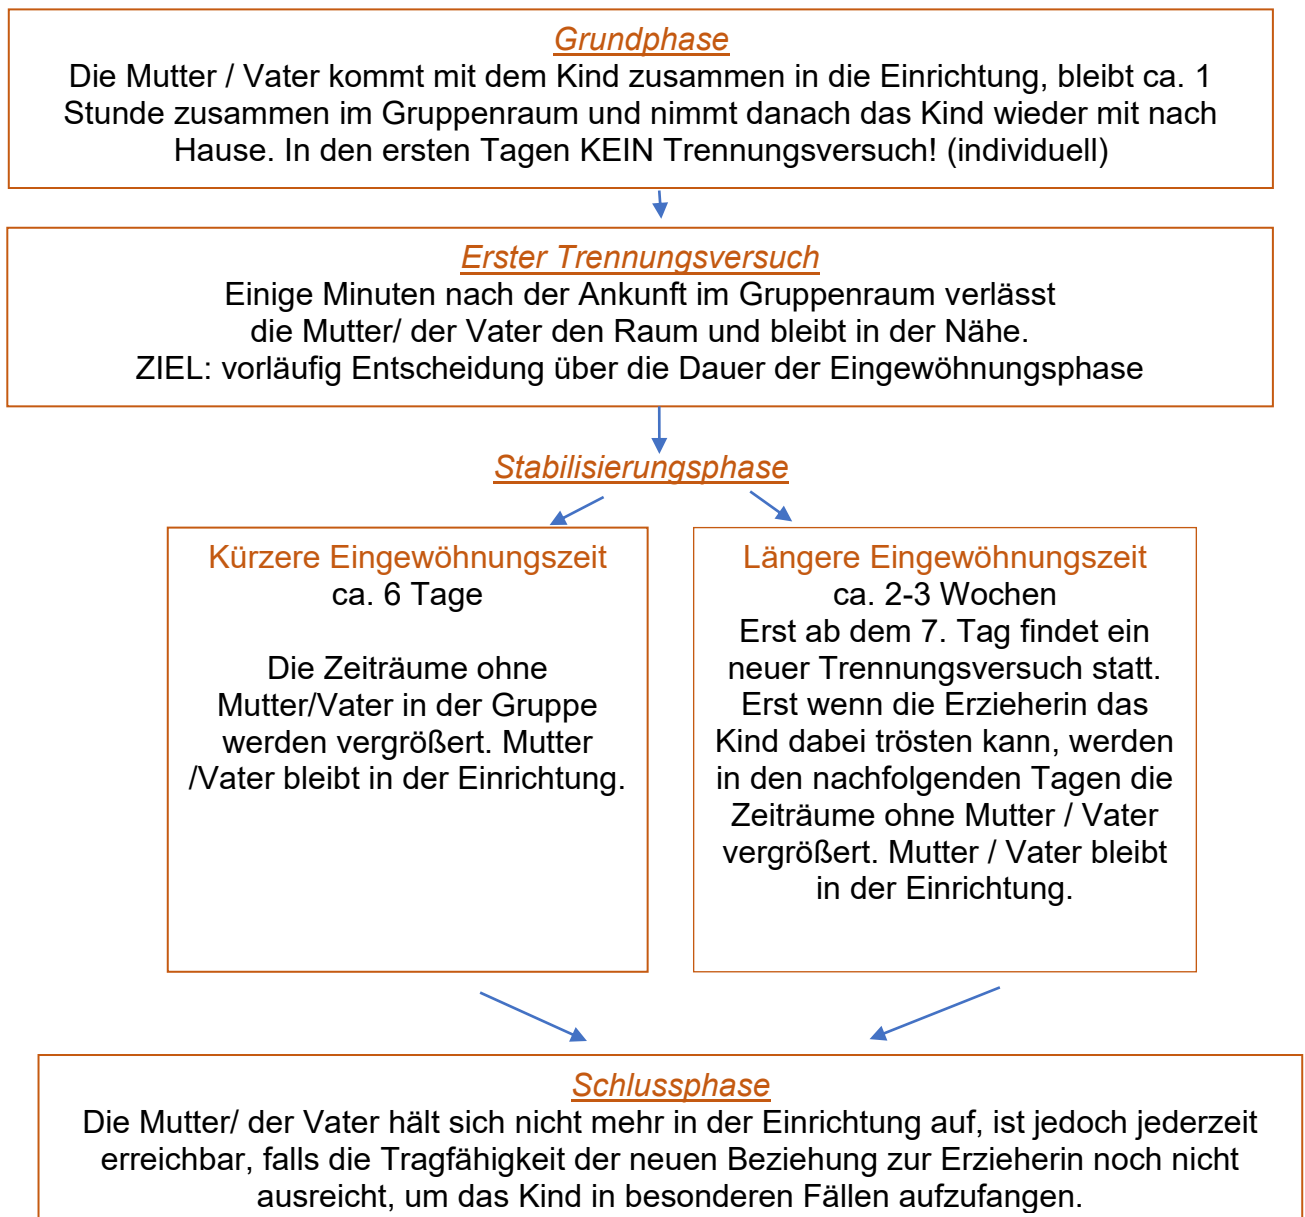 Grundphase
Die Mutter / Vater kommt mit dem Kind zusammen in die Einrichtung, bleibt ca. 1
Stunde zusammen im Gruppenraum und nimmt danach das Kind wieder mit nach
Hause. In den ersten Tagen KEIN Trennungsversuch! (individuell)
Erster Trennungsversuch
Einige Minuten nach der Ankunft im Gruppenraum verlässt
die Mutter/ der Vater den Raum und bleibt in der Nähe.
ZIEL: vorläufig Entscheidung über die Dauer der Eingewöhnungsphase
Stabilisierungsphase
Kürzere Eingewöhnungszeit
ca. 6 Tage
Die Zeiträume ohne
Mutter/Vater in der Gruppe
werden vergrößert. Mutter
/Vater bleibt in der Einrichtung.
Längere Eingewöhnungszeit
ca. 2-3 Wochen
Erst ab dem 7. Tag findet ein
neuer Trennungsversuch statt.
Erst wenn die Erzieherin das
Kind dabei trösten kann, werden
in den nachfolgenden Tagen die
Zeiträume ohne Mutter / Vater
vergrößert. Mutter / Vater bleibt
in der Einrichtung.
Schlussphase
Die Mutter/ der Vater hält sich nicht mehr in der Einrichtung auf, ist jedoch jederzeit
erreichbar, falls die Tragfähigkeit der neuen Beziehung zur Erzieherin noch nicht
ausreicht, um das Kind in besonderen Fällen aufzufangen.